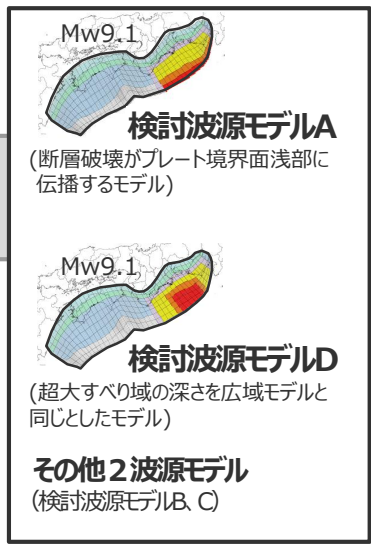 Mw9.1
検討波源モデルA
(断層破壊がプレート境界面浅部に
伝播するモデル)
Mw9.1
検討波源モデルD
(超大すべり域の深さを広域モデルと
同じとしたモデル)
その他２波源モデル
(検討波源モデルB、C)